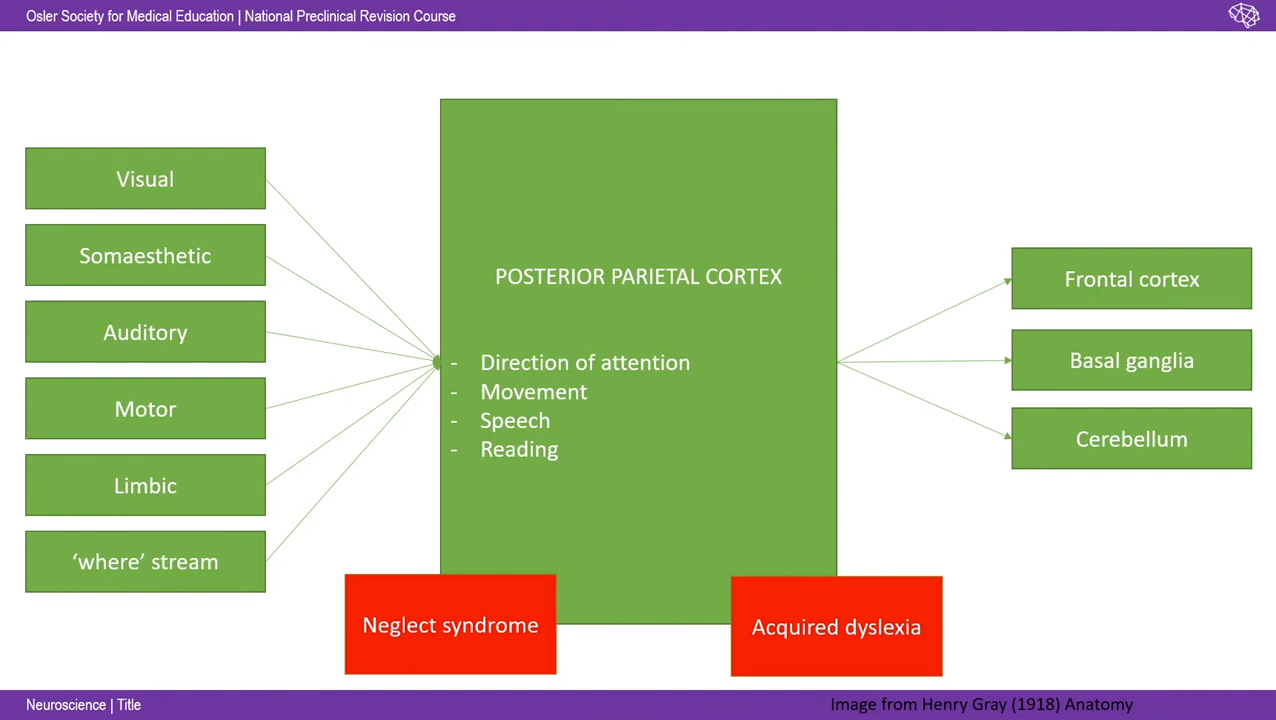 Osler Society for Medical Education | National Preclinical Revision Course
Visual
Somaesthetic
Auditory
Motor
Limbic
‘where’ stream
POSTERIOR PARIETAL CORTEX
- Direction of attention
- Movement
- Speech
- Reading
Frontal cortex
Basal ganglia
Cerebellum
Neglect syndrome
Acquired dyslexia
Neuroscience | Title
Image from Henry Gray (1918) Anatomy